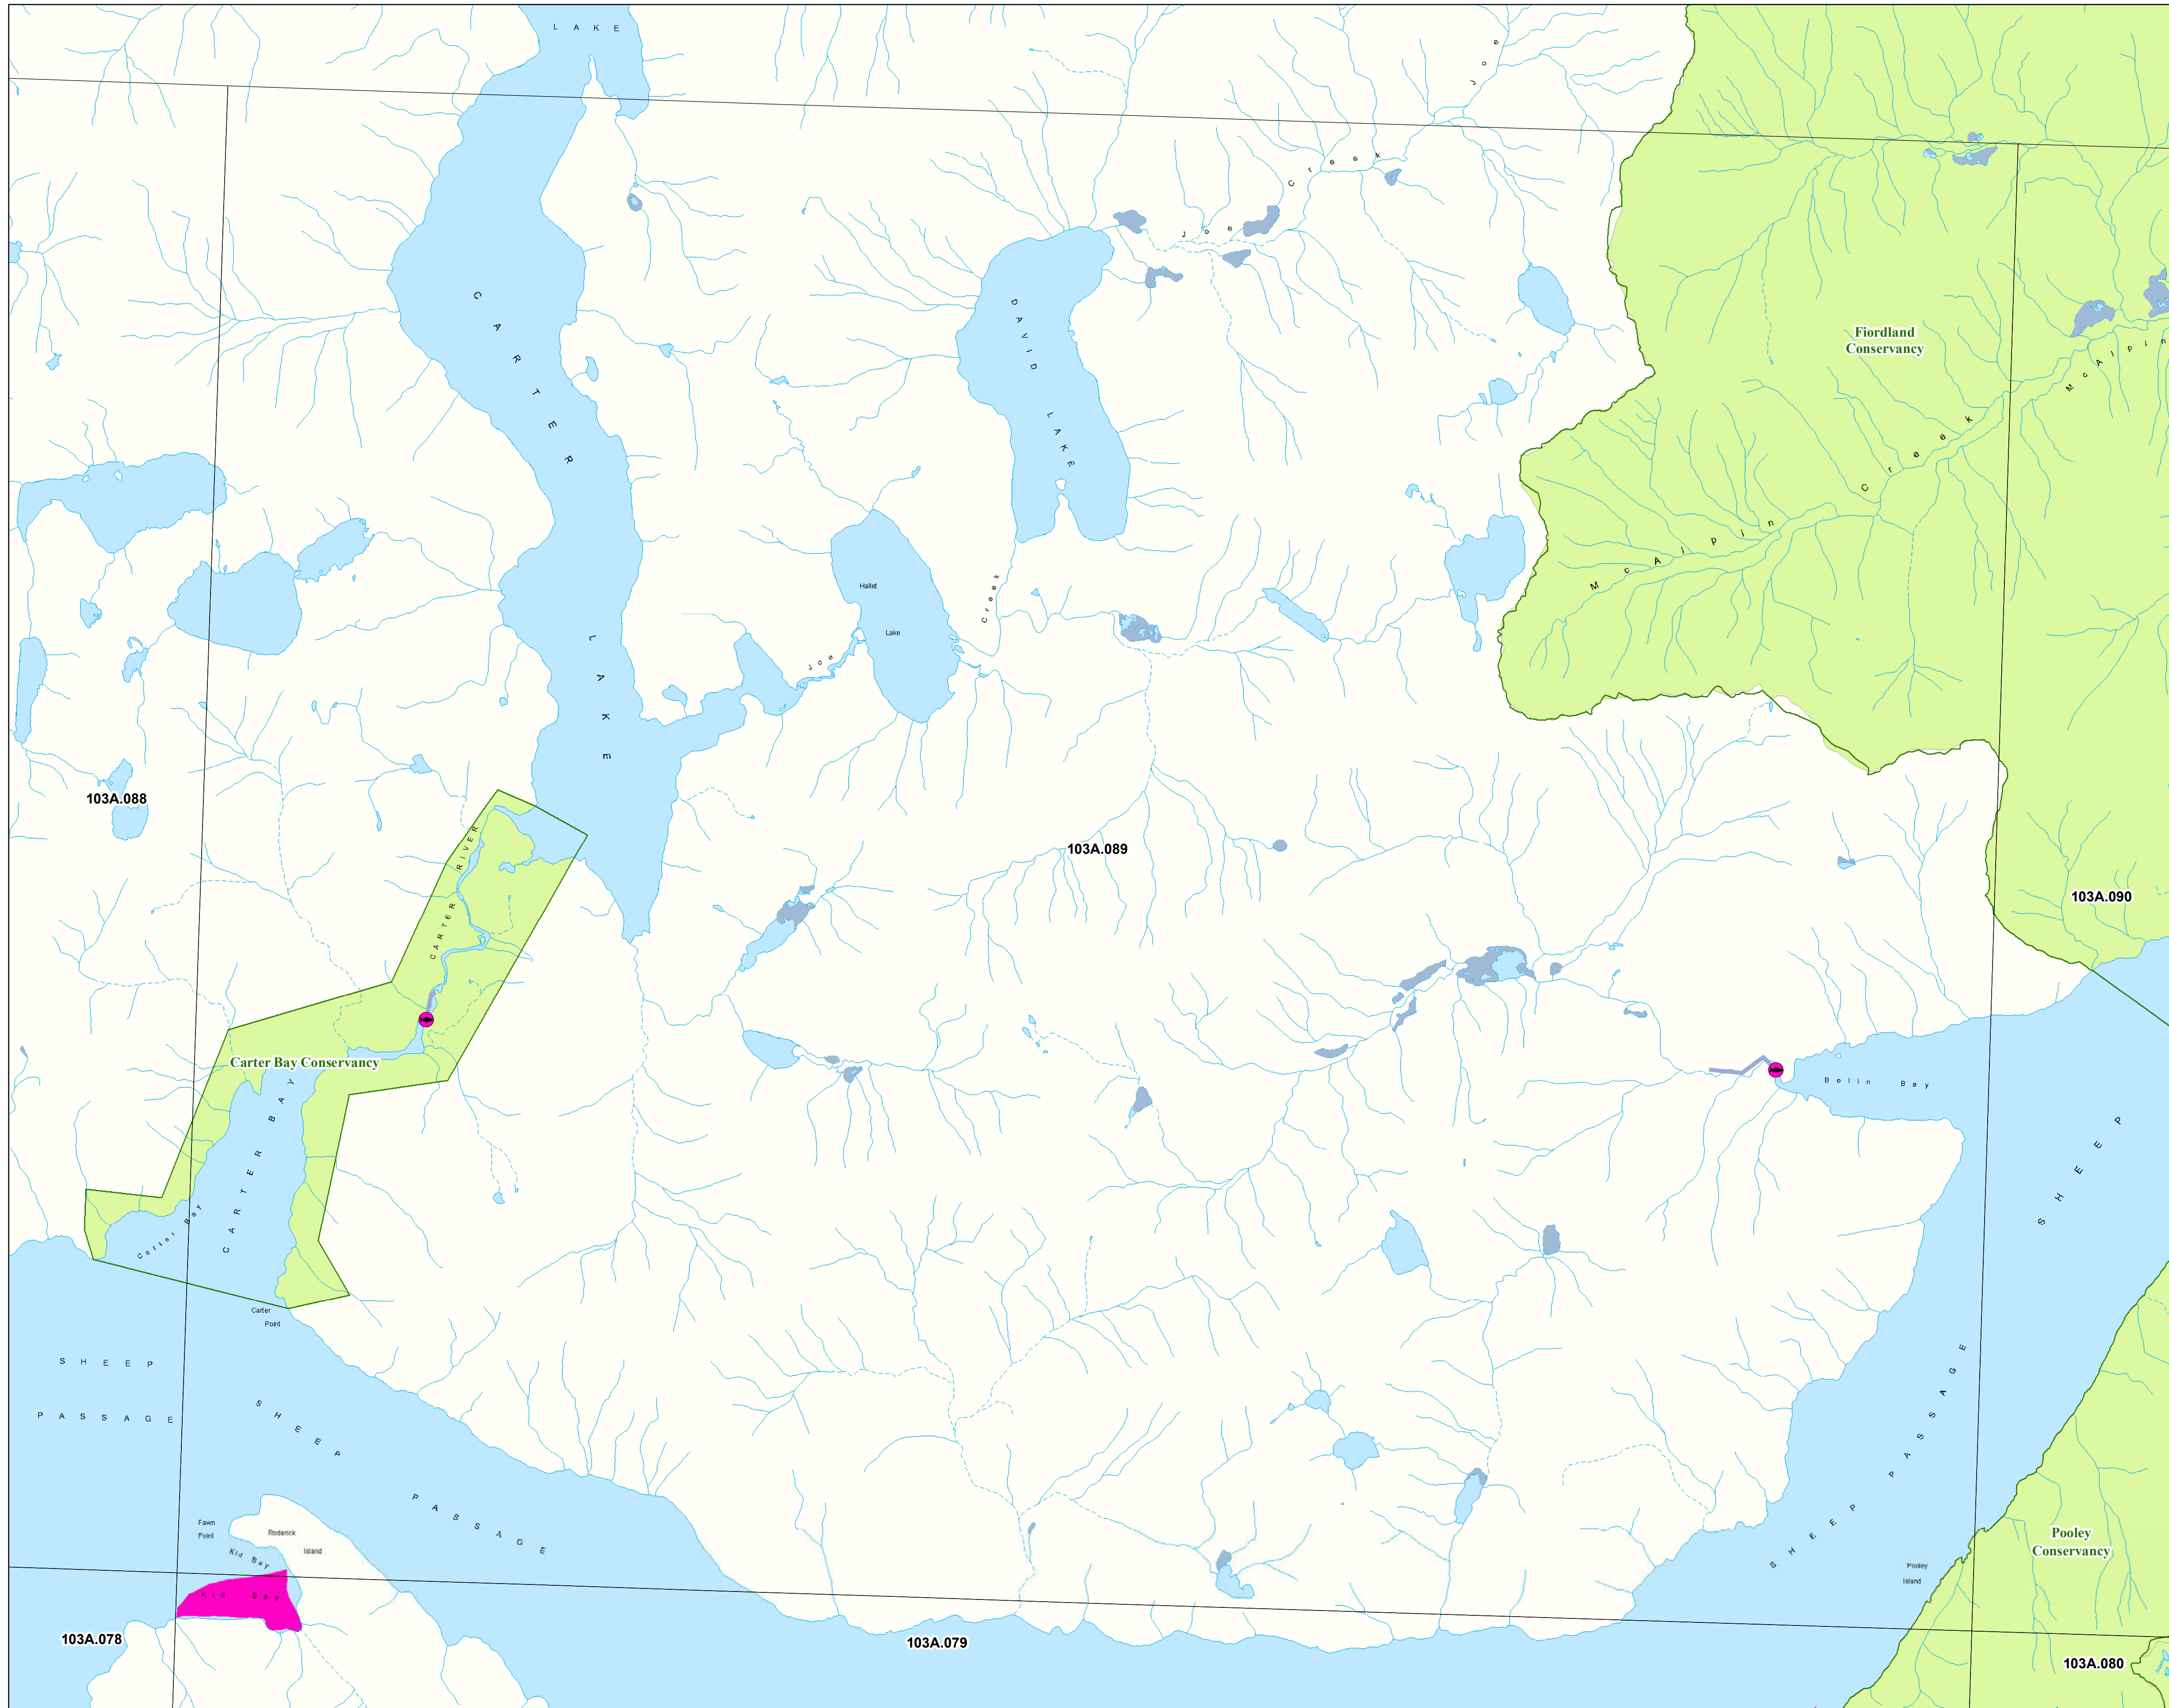 LAKE
Joe
Creek
Joe
CARTER
LAKE
DAVID
LAKE
Fiordland
Conservancy
McAlpin
Creek
McAlpin
Hallet
Lake
Creek
Joe
103A.088
103A.089
103A.090
CARTER RIVER
Carter Bay Conservancy
CARTER BAY
Carter Bay
Bolin Bay
SHEEP
Carter
Point
SHEEP
PASSAGE
SHEEP
PASSAGE
SHEEP PASSAGE
Fawn
Point
Roderick
Island
Kid Bay
Kid Bay
Pooley
Conservancy
Pooley
Island
103A.078
103A.079
103A.080